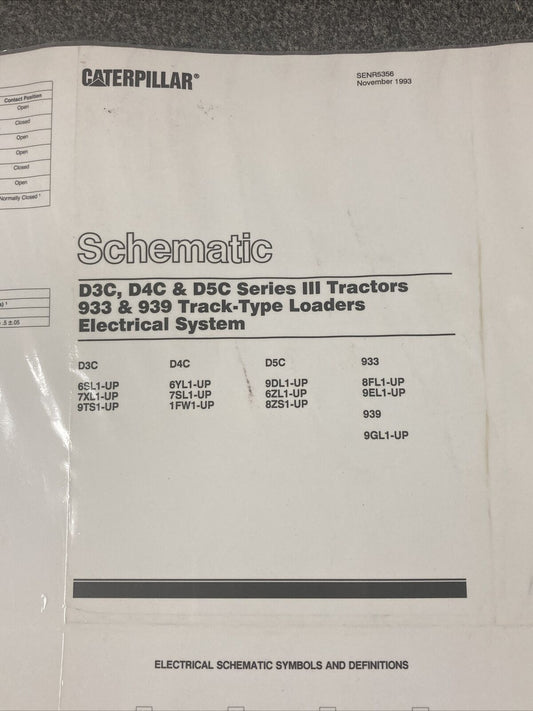 CATERPILLAR®
SENR5356
November 1993
Contact Position
Open
Closed
Open
Open
Closed
Open
Normally Closed ¹
Schematic
D3C, D4C & D5C Series III Tractors
933 & 939 Track-Type Loaders
Electrical System
.5 ±.05
D3C D4C D5C 933
6SL1-UP 6YL1-UP 9DL1-UP 8FL1-UP
7XL1-UP 7SL1-UP 6ZL1-UP 9EL1-UP
9TS1-UP 1FW1-UP 8ZS1-UP
939
9GL1-UP
ELECTRICAL SCHEMATIC SYMBOLS AND DEFINITIONS